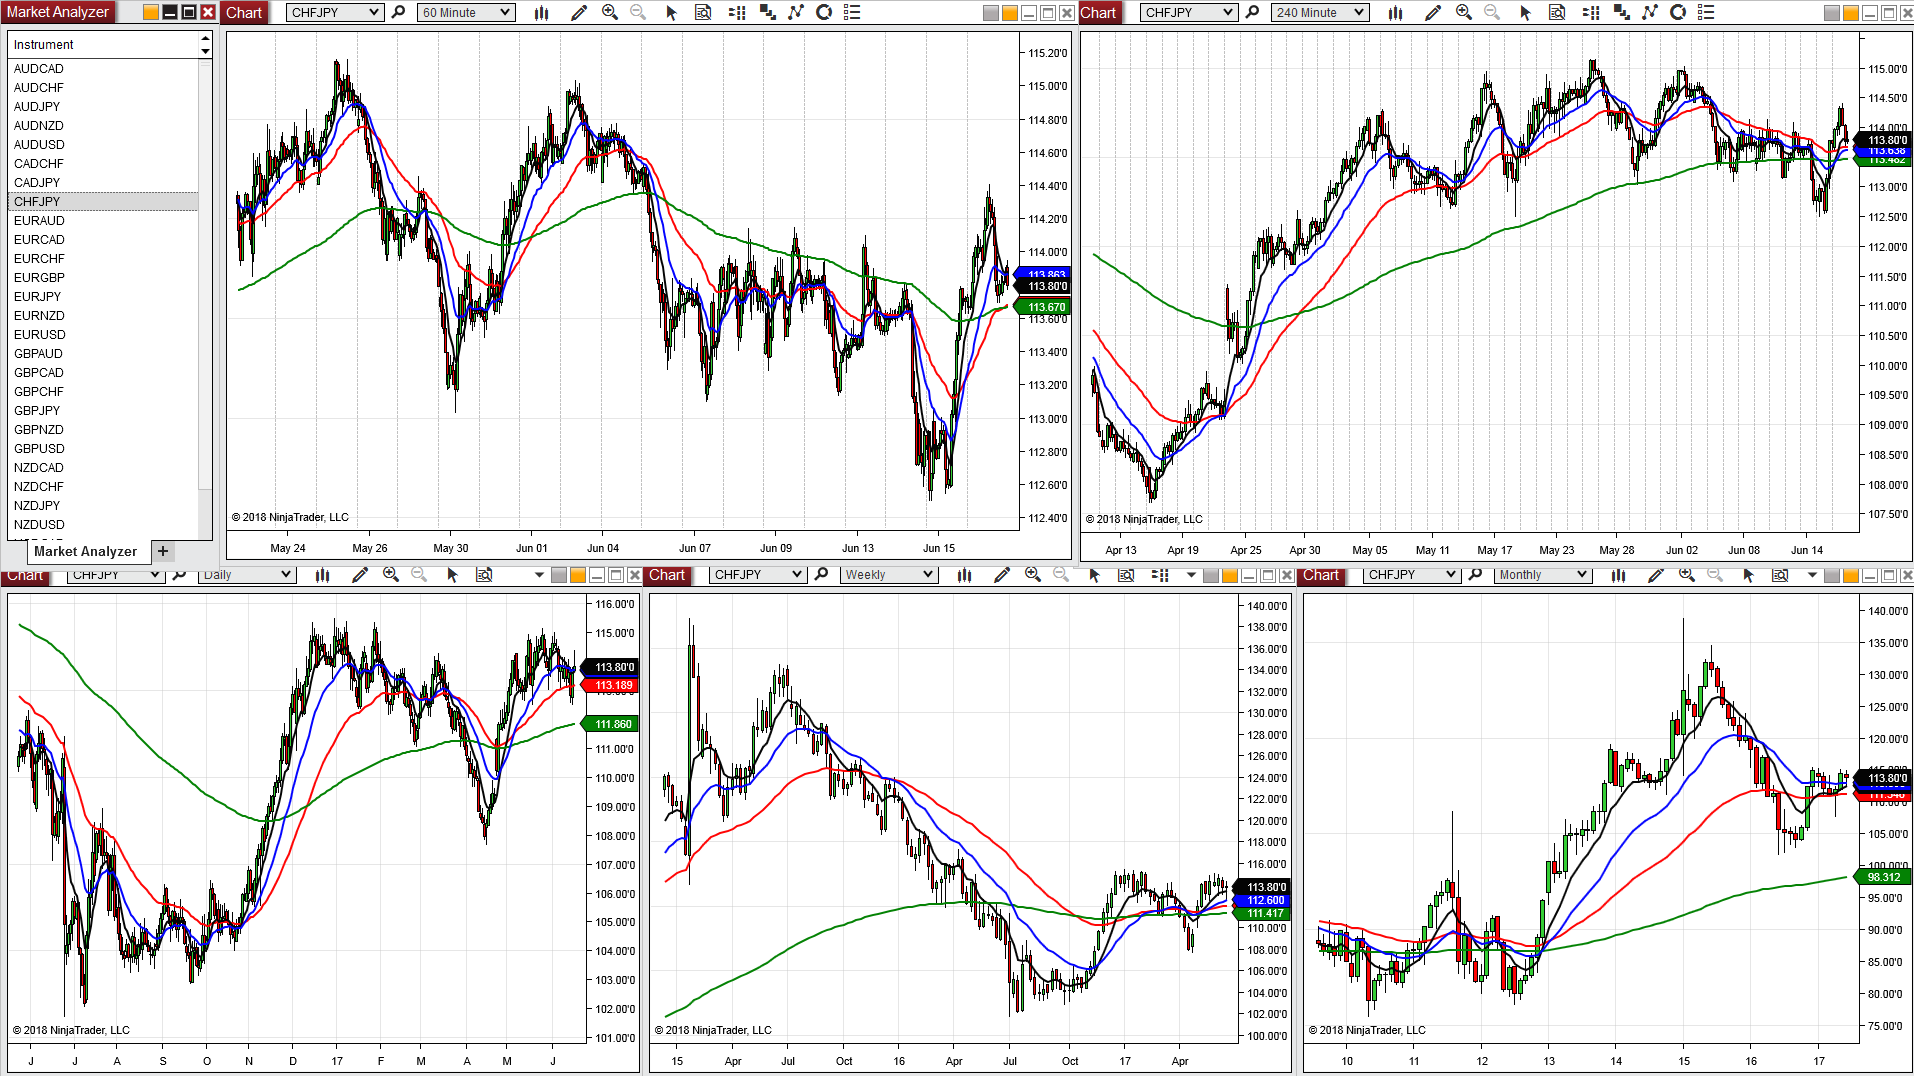 Market Analyzer
Instrument
AUDCAD
AUDCHF
AUDJPY
AUDNZD
AUDUSD
CADCHF
CADJPY
CHFJPY
EURAUD
EURCAD
EURCHF
EURGBP
EURJPY
EURNZD
EURUSD
GBPAUD
GBPCAD
GBPCHF
GBPJPY
GBPNZD
GBPUSD
NZDCAD
NZDCHF
NZDJPY
NZDUSD
Market Analyzer +
Chart CHFJPY 60 Minute
115.20'0
115.00'0
114.80'0
114.60'0
114.40'0
114.20'0
114.00'0
113.863
113.80'0
113.670
113.60'0
113.40'0
113.20'0
113.00'0
112.80'0
112.60'0
112.40'0
© 2018 NinjaTrader, LLC
May 24 May 26 May 30 Jun 01 Jun 04 Jun 07 Jun 09 Jun 13 Jun 15
Chart CHFJPY 240 Minute
115.00'0
114.50'0
114.00'0
113.80'0
113.638
113.482
113.00'0
112.50'0
112.00'0
111.50'0
111.00'0
110.50'0
110.00'0
109.50'0
109.00'0
108.50'0
108.00'0
107.50'0
© 2018 NinjaTrader, LLC
Apr 13 Apr 19 Apr 25 Apr 30 May 05 May 11 May 17 May 23 May 28 Jun 02 Jun 08 Jun 14
Chart CHFJPY Daily
116.00'0
115.00'0
113.80'0
113.189
111.860
111.00'0
110.00'0
109.00'0
108.00'0
107.00'0
106.00'0
105.00'0
104.00'0
103.00'0
102.00'0
101.00'0
© 2018 NinjaTrader, LLC
J J A S O N D 17 F M A M J
Chart CHFJPY Weekly
140.00'0
138.00'0
136.00'0
134.00'0
132.00'0
130.00'0
128.00'0
126.00'0
124.00'0
122.00'0
120.00'0
118.00'0
116.00'0
113.80'0
112.600
111.417
110.00'0
108.00'0
106.00'0
104.00'0
102.00'0
100.00'0
© 2018 NinjaTrader, LLC
15 Apr Jul Oct 16 Apr Jul Oct 17 Apr
Chart CHFJPY Monthly
140.00'0
135.00'0
130.00'0
125.00'0
120.00'0
113.80'0
110.00'0
105.00'0
100.00'0
98.312
95.00'0
90.00'0
85.00'0
80.00'0
75.00'0
© 2018 NinjaTrader, LLC
10 11 12 13 14 15 16 17